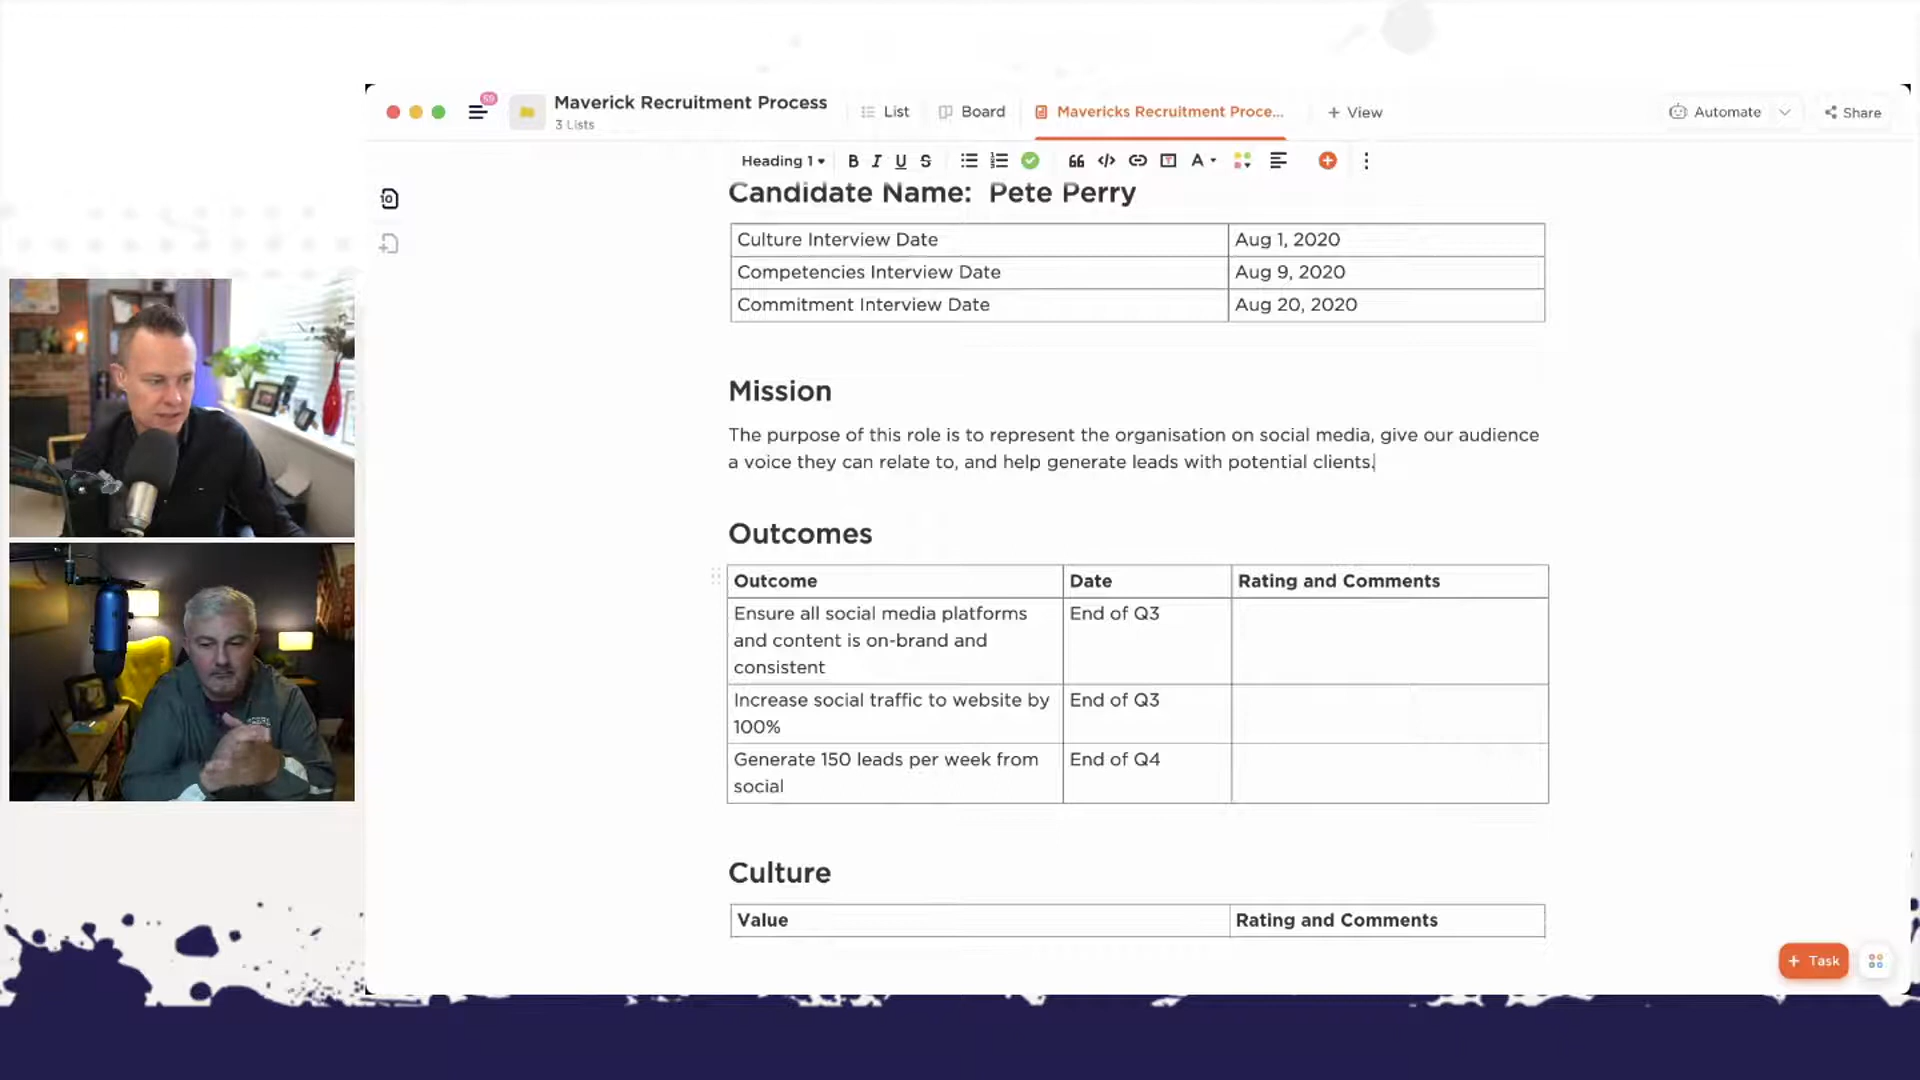 59
Maverick Recruitment Process
3 Lists
List
Board
Mavericks Recruitment Proce...
+ View
Automate
Share
Heading 1
B I U S
A
Candidate Name: Pete Perry
Culture Interview Date Aug 1, 2020
Competencies Interview Date Aug 9, 2020
Commitment Interview Date Aug 20, 2020
Mission
The purpose of this role is to represent the organisation on social media, give our audience
a voice they can relate to, and help generate leads with potential clients.
Outcomes
Outcome Date Rating and Comments
Ensure all social media platforms End of Q3
and content is on-brand and
consistent
Increase social traffic to website by End of Q3
100%
Generate 150 leads per week from End of Q4
social
Culture
Value Rating and Comments
+ Task